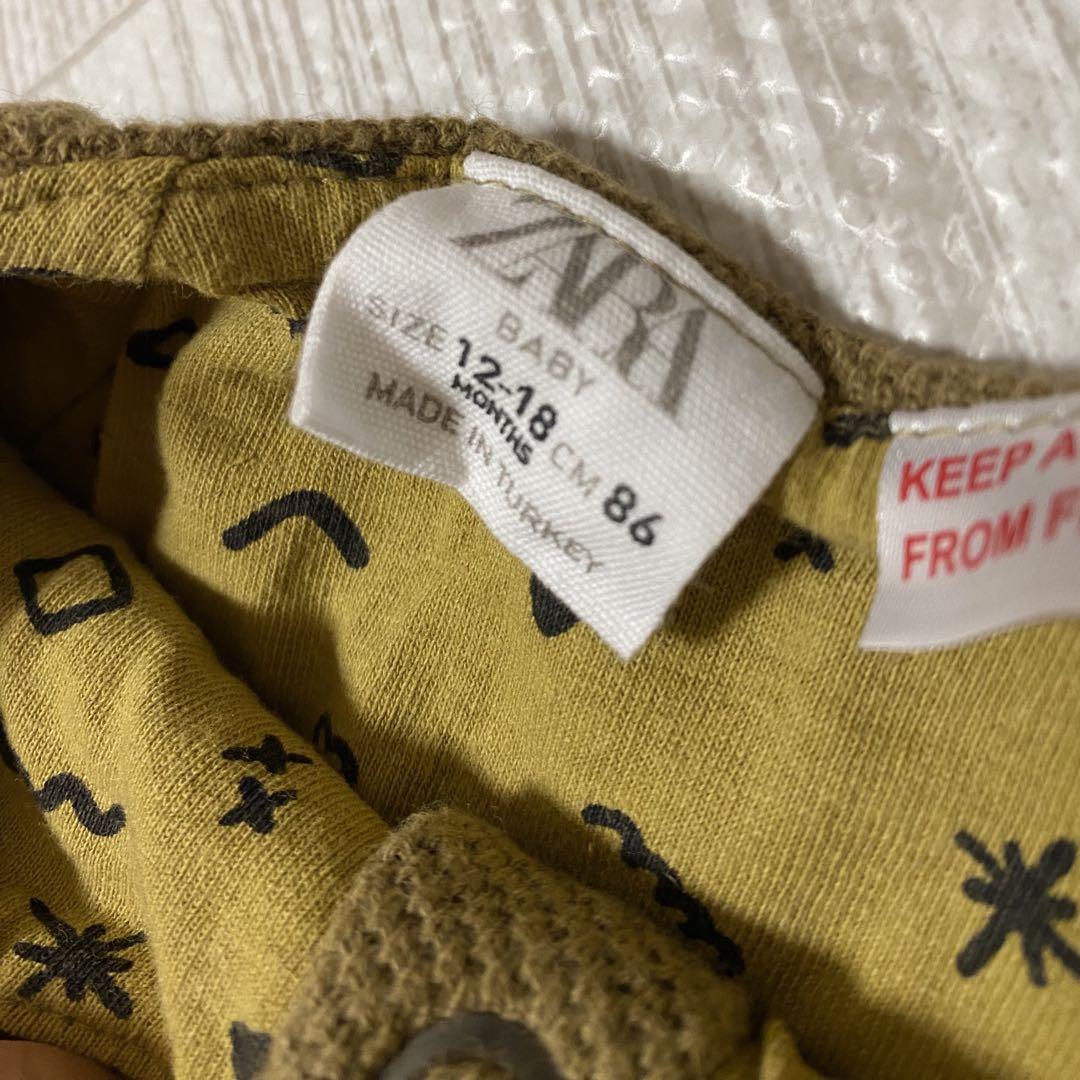 ZARA
BABY
SIZE 12-18 CM 86
MONTHS
MADE IN TURKEY
KEEP A
FROM F